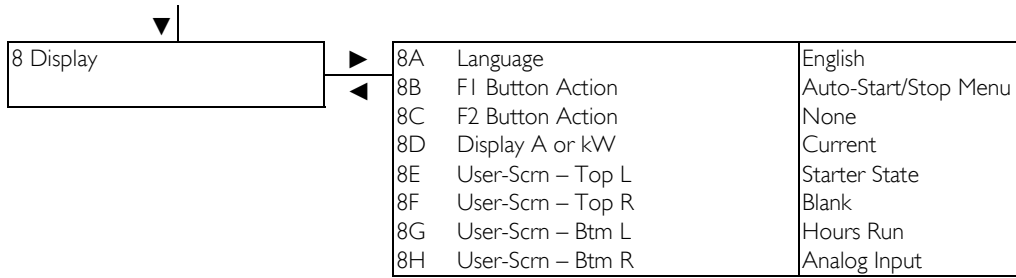 8 Display
8A Language English
8B F1 Button Action Auto-Start/Stop Menu
8C F2 Button Action None
8D Display A or kW Current
8E User-Scrn – Top L Starter State
8F User-Scrn – Top R Blank
8G User-Scrn – Btm L Hours Run
8H User-Scrn – Btm R Analog Input